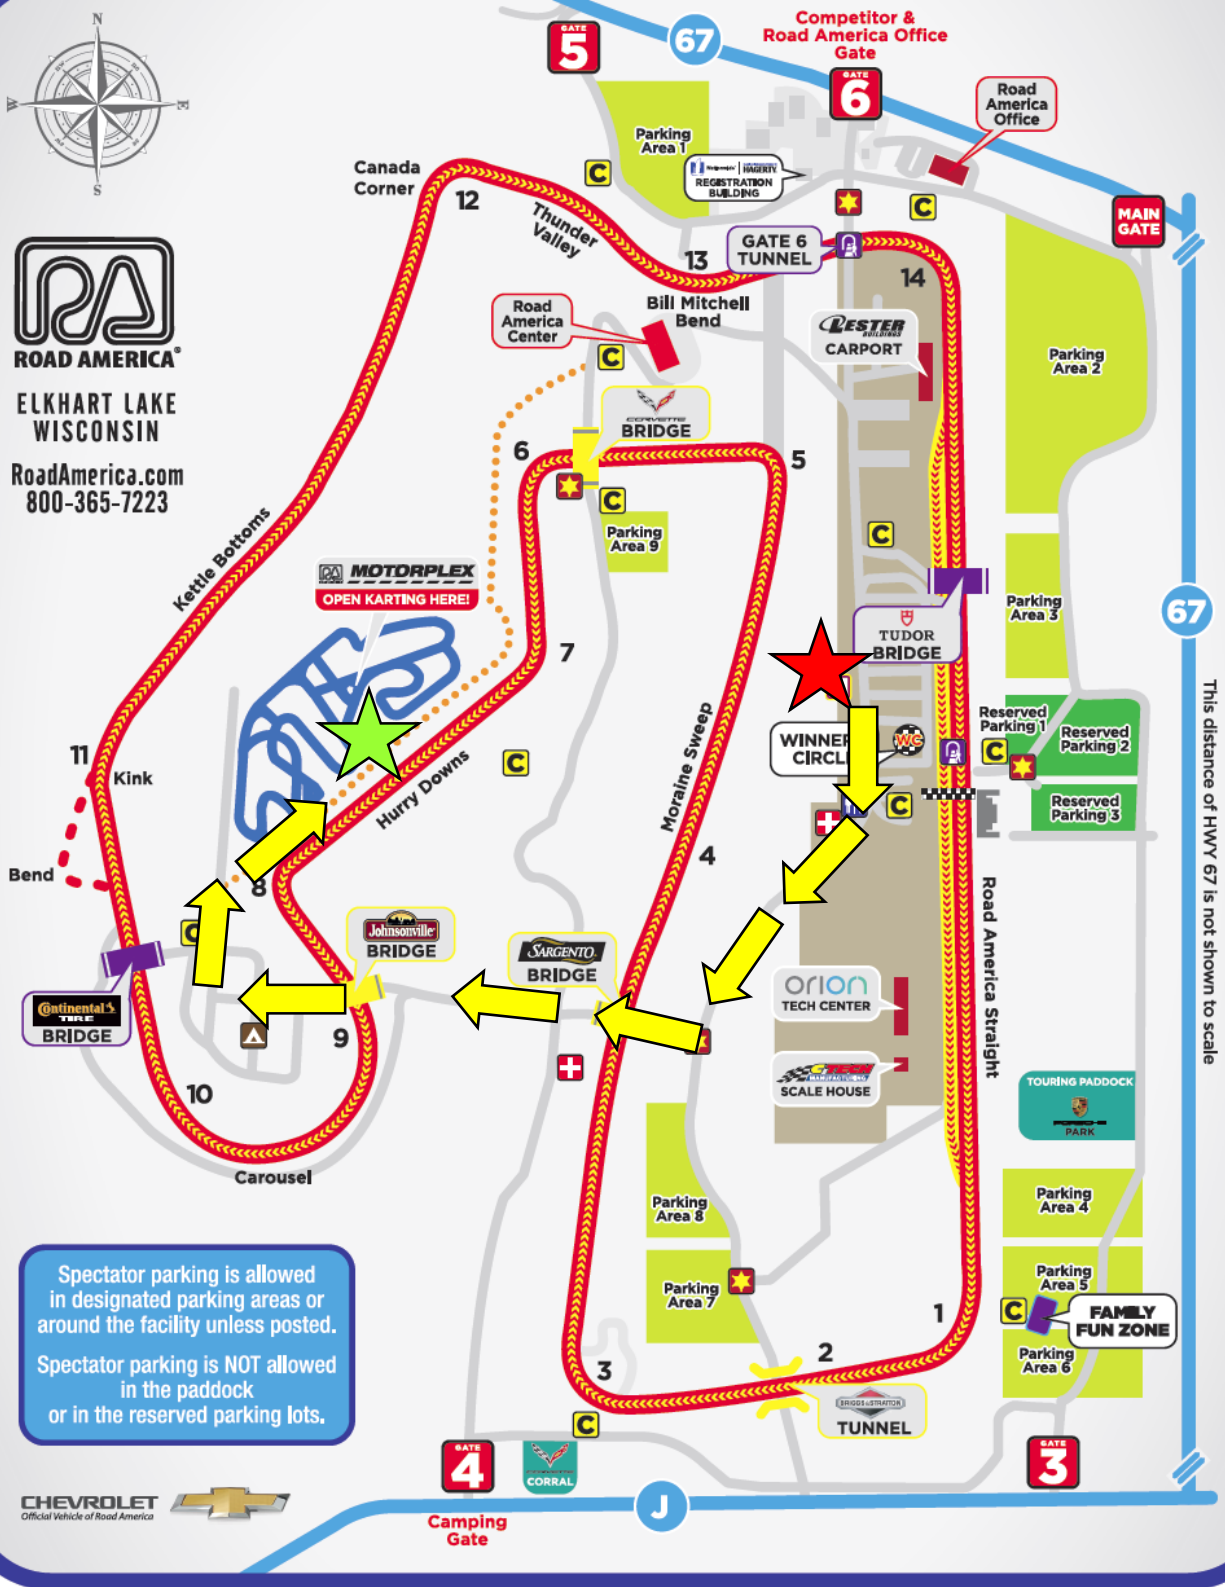 N
W
E
S
ROAD AMERICA®
ELKHART LAKE
WISCONSIN
RoadAmerica.com
800-365-7223
GATE
5
67
Competitor &
Road America Office
Gate
GATE
6
Road
America
Office
Parking
Area 1
HAGERTY
REGISTRATION
BUILDING
C
C
MAIN
GATE
Canada
Corner
12
Thunder
Valley
13
GATE 6
TUNNEL
14
Bill Mitchell
Bend
Road
America
Center
C
LESTER
BUILDINGS
CARPORT
Parking
Area 2
CORVETTE
BRIDGE
6
5
C
Parking
Area 9
C
Kettle Bottoms
MOTORPLEX
OPEN KARTING HERE!
7
TUDOR
BRIDGE
Parking
Area 3
67
This distance of HWY 67 is not shown to scale
Reserved
Parking 1
Reserved
Parking 2
C
Reserved
Parking 3
WC
C
11
Kink
Hurry Downs
C
Moraine Sweep
4
Bend
8
Johnsonville
BRIDGE
SARGENTO
BRIDGE
Road America Straight
ORION
TECH CENTER
Continental
TIRE
BRIDGE
9
10
C-TECH
MANUFACTURING
SCALE HOUSE
TOURING PADDOCK
PORSCHE
PARK
Carousel
Parking
Area 8
Parking
Area 4
Parking
Area 7
Parking
Area 5
C
FAMILY
FUN ZONE
Parking
Area 6
1
2
3
BRIGGS & STRATTON
TUNNEL
C
Spectator parking is allowed
in designated parking areas or
around the facility unless posted.
Spectator parking is NOT allowed
in the paddock
or in the reserved parking lots.
GATE
4
Camping
Gate
CORVETTE
CORRAL
GATE
3
J
CHEVROLET
Official Vehicle of Road America